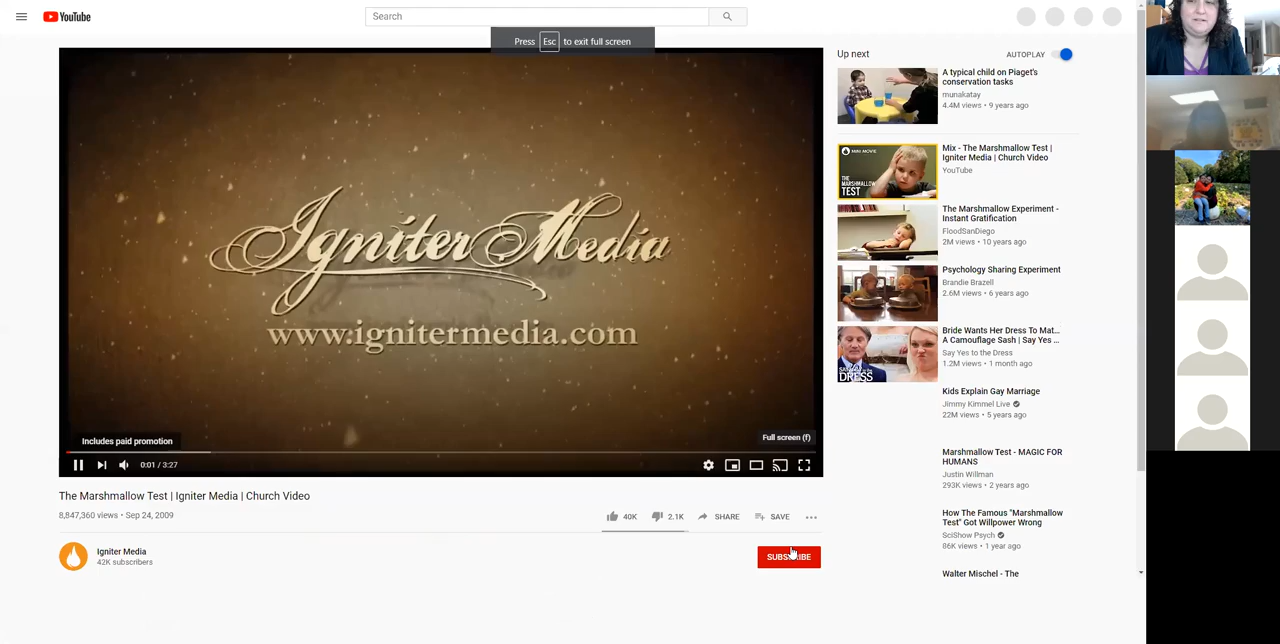 YouTube
Search
Press Esc to exit full screen
Igniter Media
www.ignitermedia.com
Includes paid promotion
Full screen (f)
0:01 / 3:27
The Marshmallow Test | Igniter Media | Church Video
8,847,360 views • Sep 24, 2009
40K
2.1K
SHARE
SAVE
Igniter Media
42K subscribers
SUBSCRIBE
Up next
AUTOPLAY
A typical child on Piaget's
conservation tasks
munakatay
4.4M views • 9 years ago
MINI MOVIE
THE
MARSHMALLOW
TEST
Mix - The Marshmallow Test |
Igniter Media | Church Video
YouTube
The Marshmallow Experiment -
Instant Gratification
FloodSanDiego
2M views • 10 years ago
Psychology Sharing Experiment
Brandie Brazell
2.6M views • 6 years ago
DRESS
Bride Wants Her Dress To Mat...
A Camouflage Sash | Say Yes ...
Say Yes to the Dress
1.2M views • 1 month ago
Kids Explain Gay Marriage
Jimmy Kimmel Live
22M views • 5 years ago
Marshmallow Test - MAGIC FOR
HUMANS
Justin Willman
293K views • 2 years ago
How The Famous "Marshmallow
Test" Got Willpower Wrong
SciShow Psych
86K views • 1 year ago
Walter Mischel - The